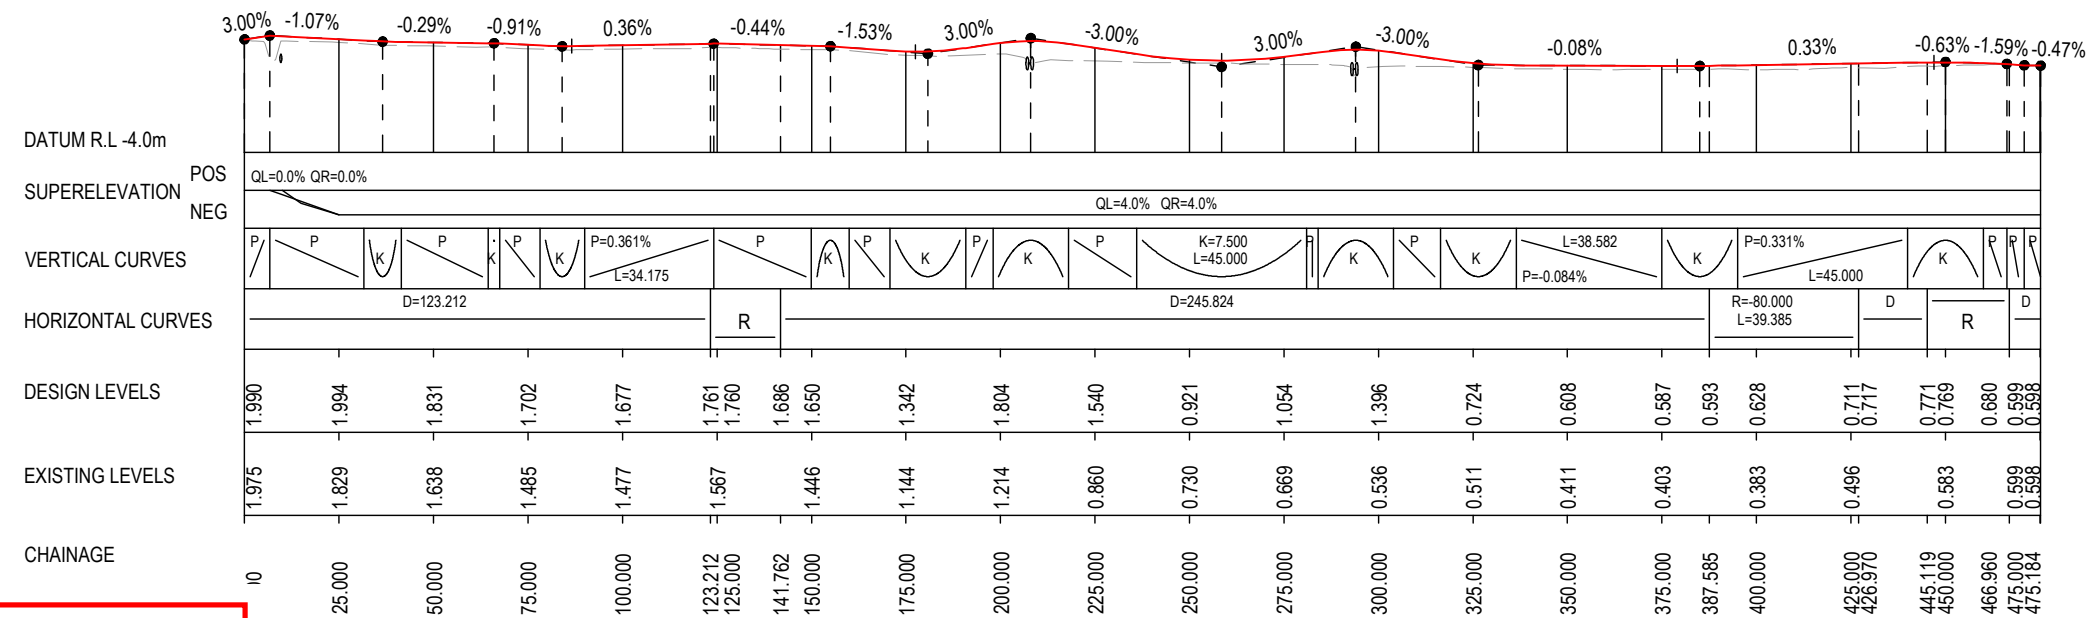 3.00% -1.07% -0.29% -0.91% 0.36% -0.44% -1.53% 3.00% -3.00% 3.00% -3.00% -0.08% 0.33% -0.63% -1.59% -0.47%
DATUM R.L -4.0m
SUPERELEVATION POS NEG
QL=0.0% QR=0.0%
QL=4.0% QR=4.0%
VERTICAL CURVES
P P K P K P K P=0.361% L=34.175 P K P K P K P K=7.500 L=45.000 P K P K L=38.582 P=-0.084% K P=0.331% L=45.000 K P P P
HORIZONTAL CURVES
D=123.212 R D=245.824 R=-80.000 L=39.385 D R D
DESIGN LEVELS
1.990 1.994 1.831 1.702 1.677 1.761 1.760 1.686 1.650 1.342 1.804 1.540 0.921 1.054 1.396 0.724 0.608 0.587 0.593 0.628 0.711 0.717 0.771 0.769 0.680 0.599 0.598
EXISTING LEVELS
1.975 1.829 1.638 1.485 1.477 1.567 1.446 1.144 1.214 0.860 0.730 0.669 0.536 0.511 0.411 0.403 0.383 0.496 0.583 0.599 0.598
CHAINAGE
25.000 50.000 75.000 100.000 123.212 125.000 141.762 150.000 175.000 200.000 225.000 250.000 275.000 300.000 325.000 350.000 375.000 387.585 400.000 425.000 426.970 445.119 450.000 466.960 475.000 475.184